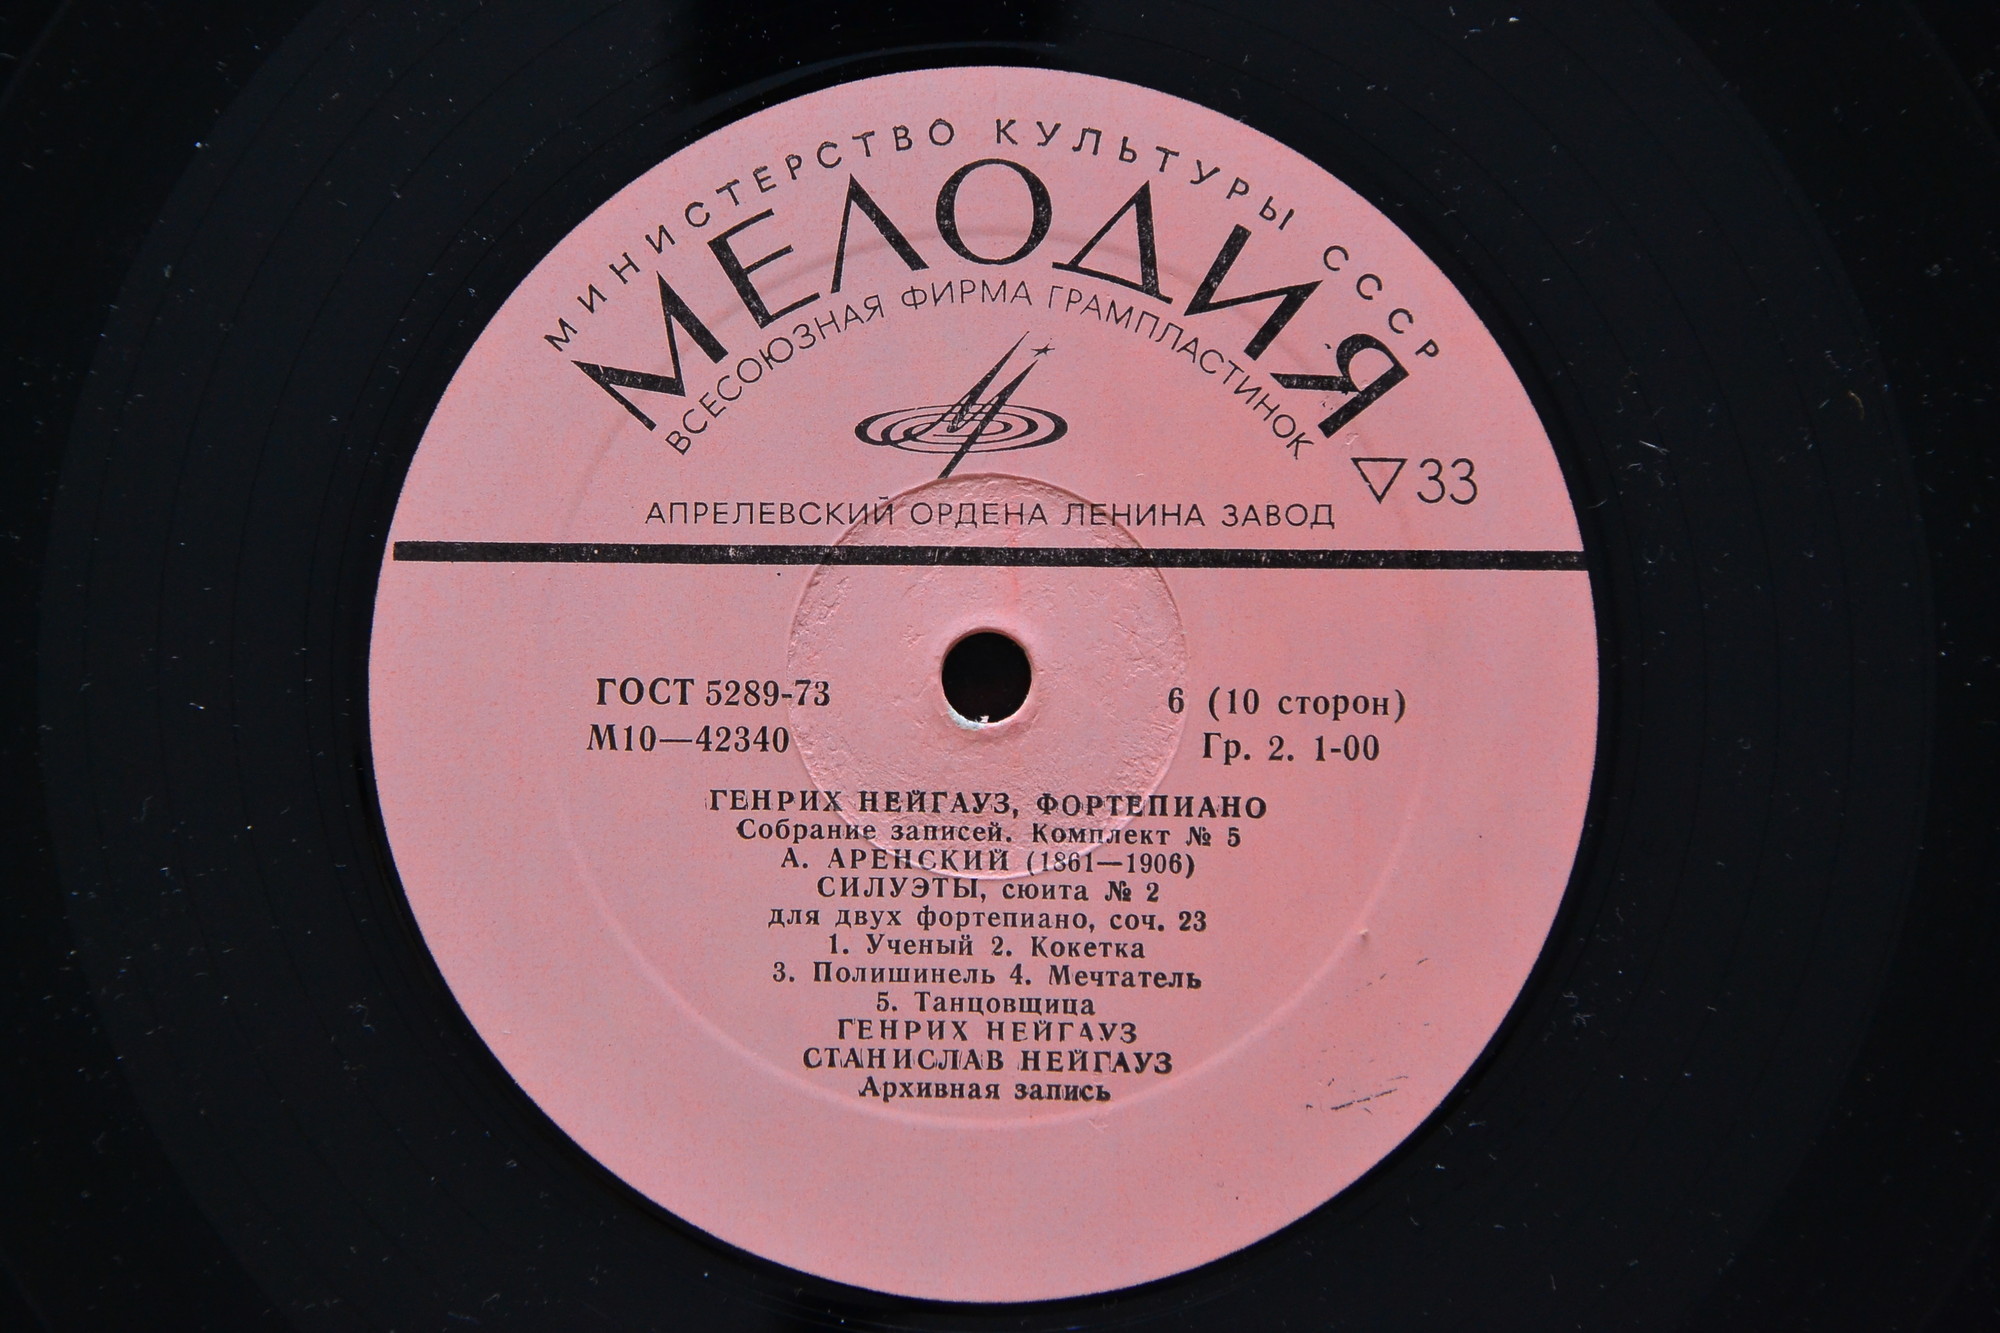 МИНИСТЕРСТВО КУЛЬТУРЫ СССР
МЕЛОДИЯ
ВСЕСОЮЗНАЯ ФИРМА ГРАМПЛАСТИНОК
▽33
АПРЕЛЕВСКИЙ ОРДЕНА ЛЕНИНА ЗАВОД
ГОСТ 5289-73
М10—42340
6 (10 сторон)
Гр. 2. 1-00
ГЕНРИХ НЕЙГАУЗ, ФОРТЕПИАНО
Собрание записей. Комплект № 5
А. АРЕНСКИЙ (1861—1906)
СИЛУЭТЫ, сюита № 2
для двух фортепиано, соч. 23
1. Ученый 2. Кокетка
3. Полишинель 4. Мечтатель
5. Танцовщица
ГЕНРИХ НЕЙГАУЗ
СТАНИСЛАВ НЕЙГАУЗ
Архивная запись